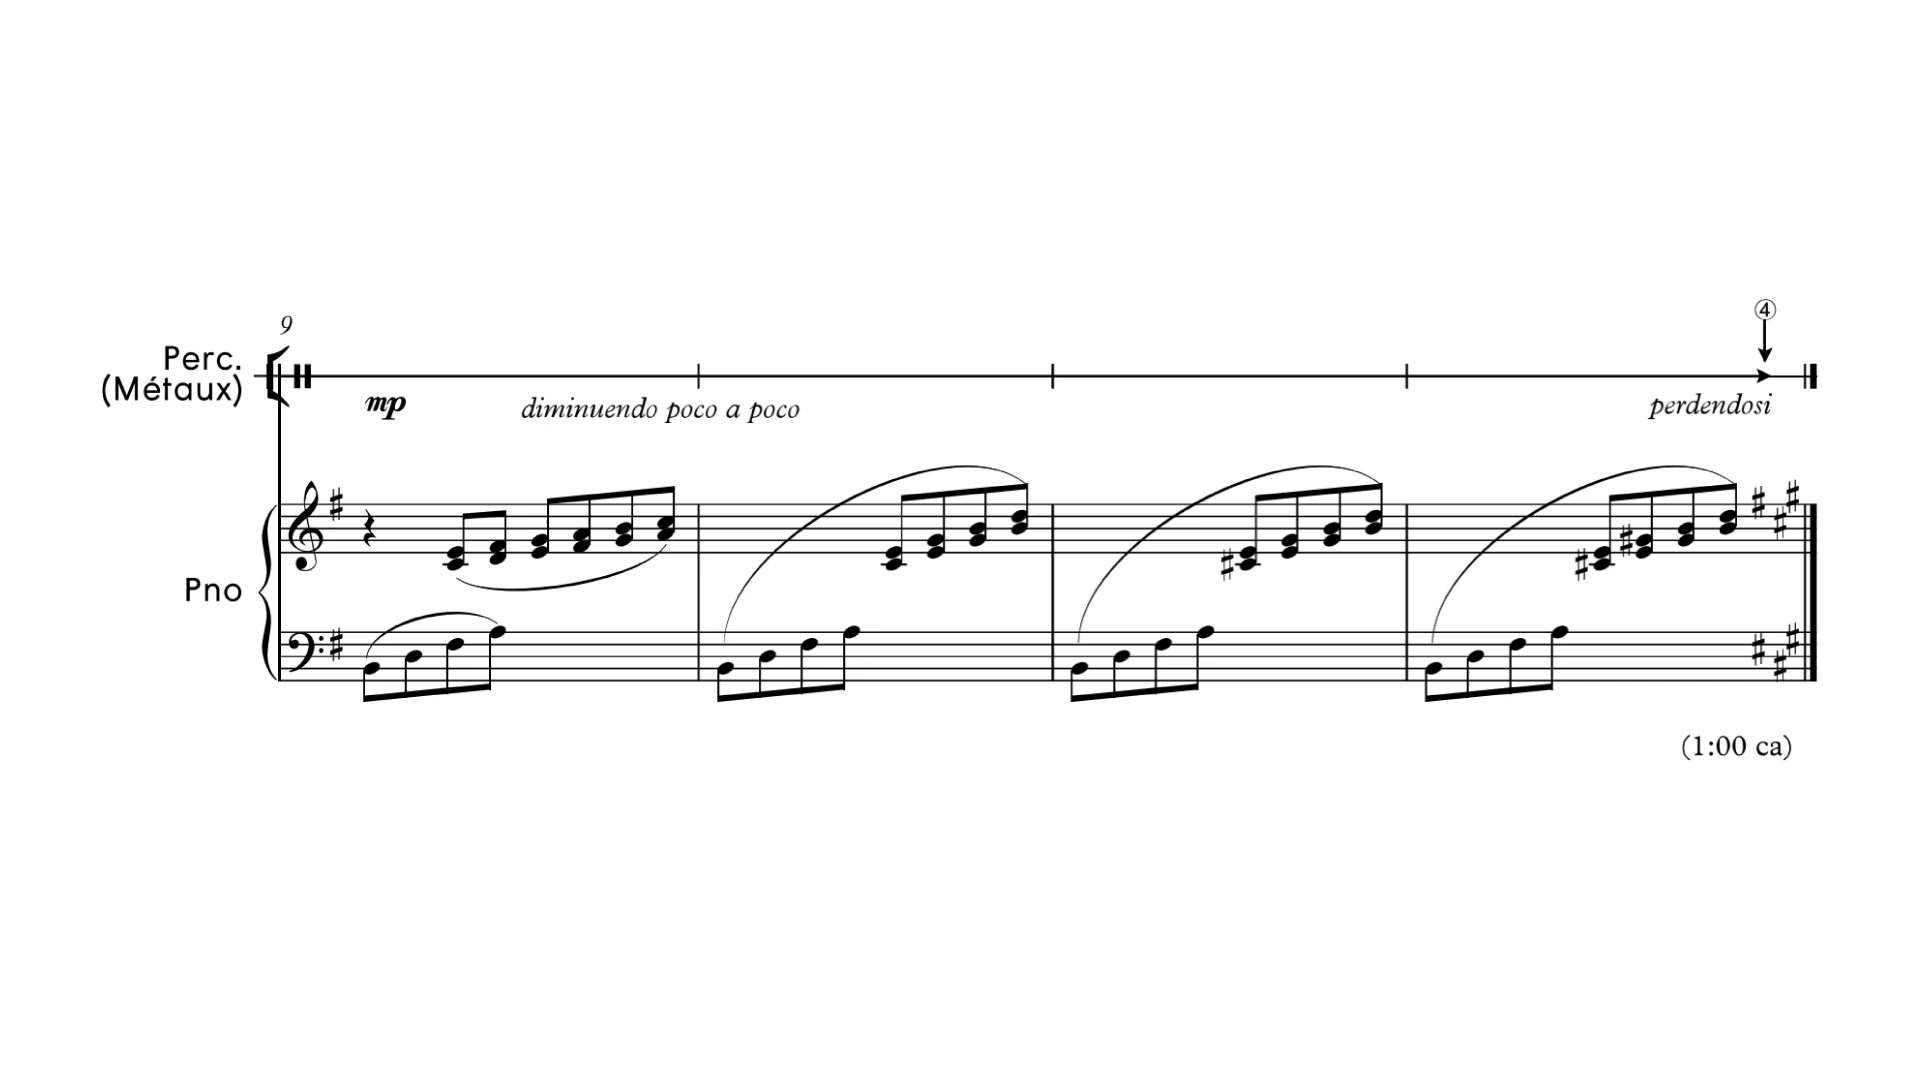 9
④
Perc.
(Métaux)
mp
diminuendo poco a poco
perdendosi
Pno
(1:00 ca)